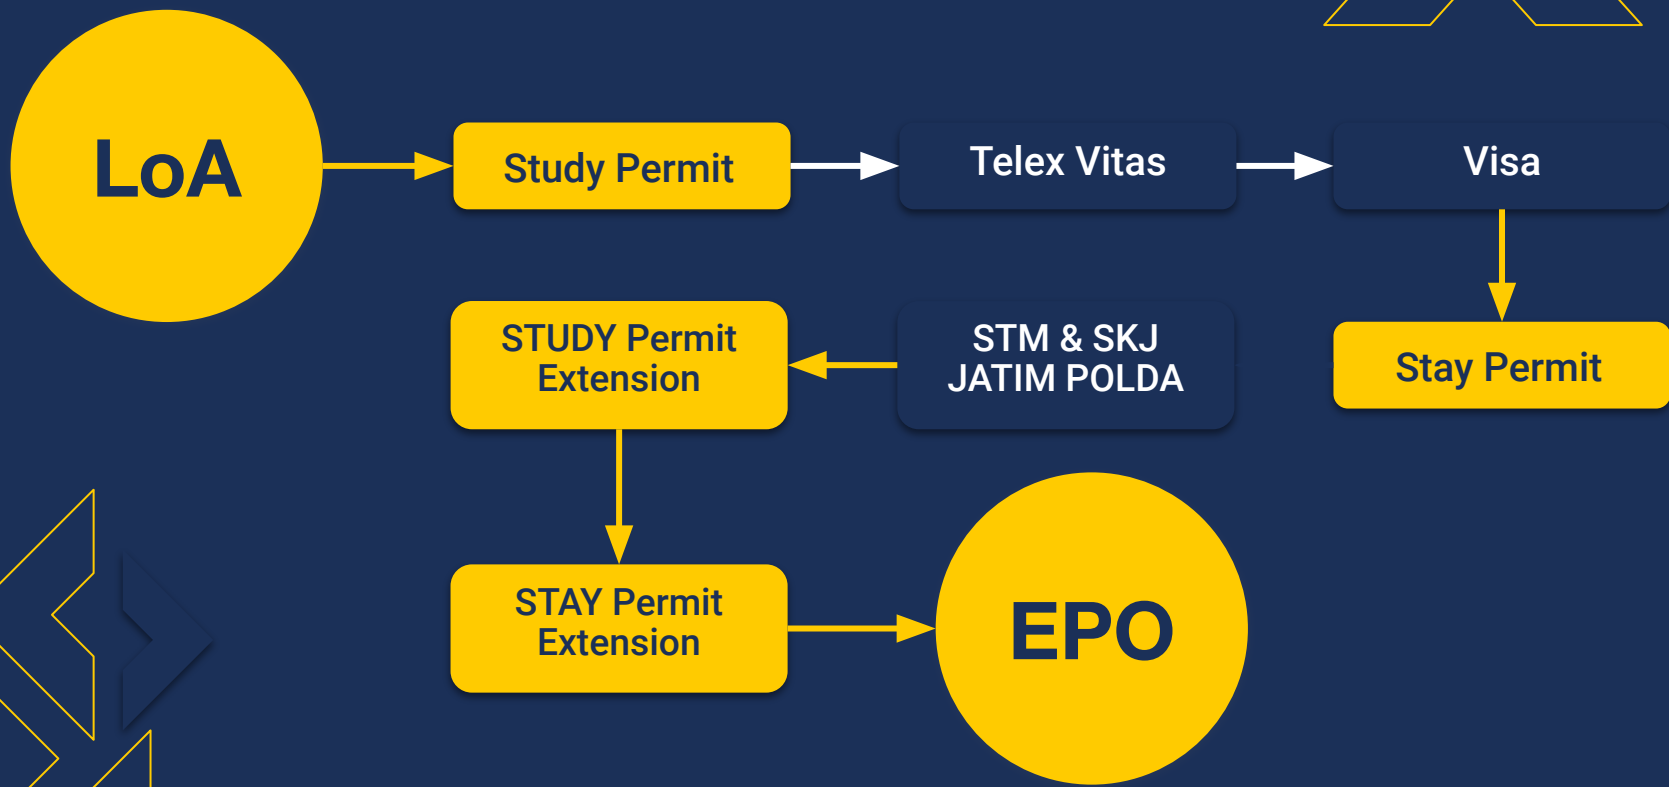 LoA
Study Permit
Telex Vitas
Visa
Stay Permit
STM & SKJ
JATIM POLDA
STUDY Permit
Extension
STAY Permit
Extension
EPO